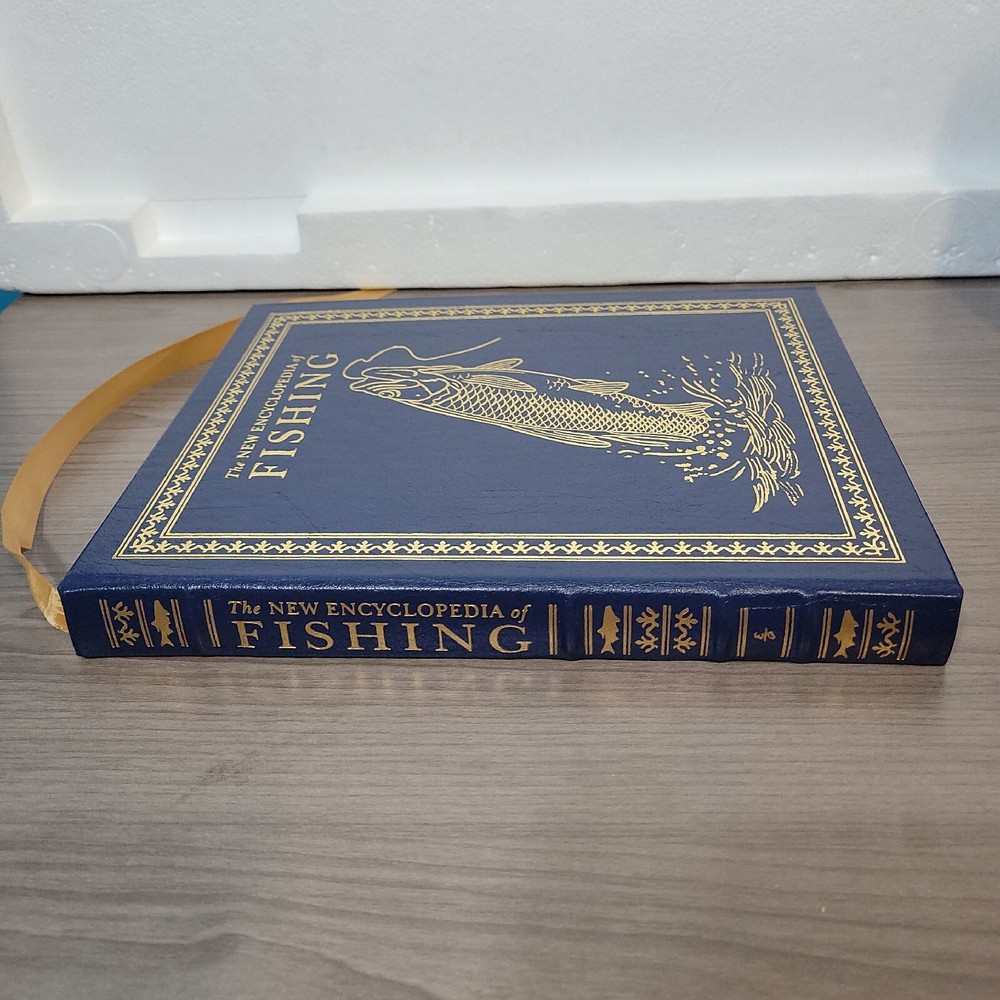 The NEW ENCYCLOPEDIA of
FISHING
The NEW ENCYCLOPEDIA of
FISHING